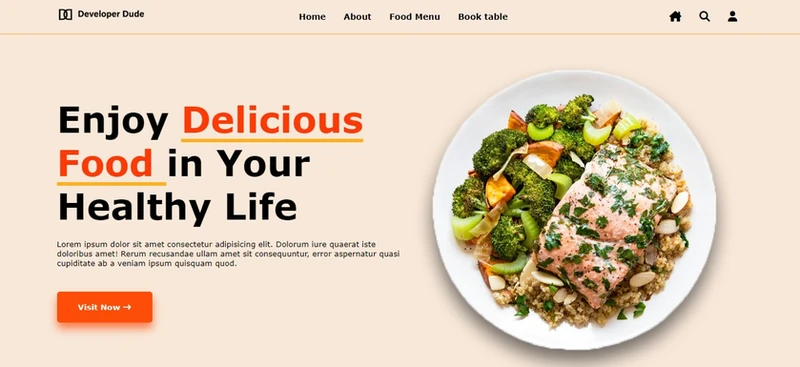 Developer Dude
Home About Food Menu Book table
Enjoy Delicious
Food in Your
Healthy Life
Lorem ipsum dolor sit amet consectetur adipisicing elit. Dolorum iure quaerat iste
doloribus amet! Rerum recusandae ullam amet sit consequuntur, error aspernatur quasi
cupiditate ab a veniam ipsum quisquam quod.
Visit Now →